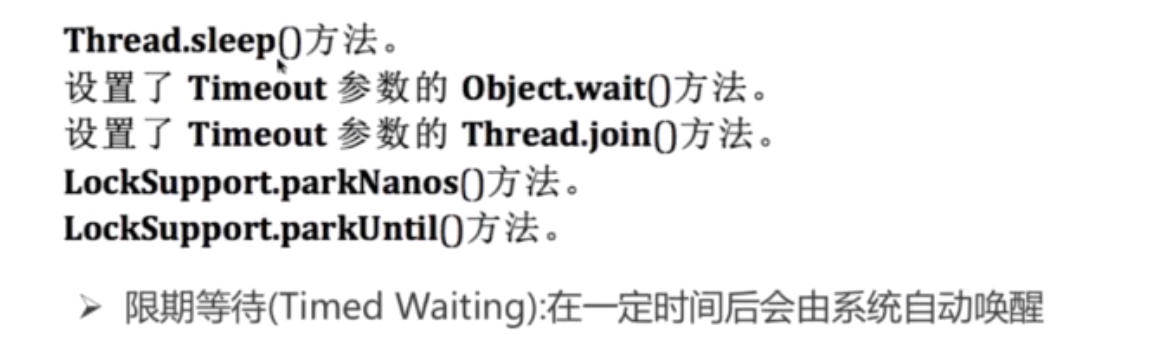 Thread.sleep()方法。
设置了 Timeout 参数的 Object.wait()方法。
设置了 Timeout 参数的 Thread.join()方法。
LockSupport.parkNanos()方法。
LockSupport.parkUntil()方法。
➢ 限期等待(Timed Waiting):在一定时间后会由系统自动唤醒